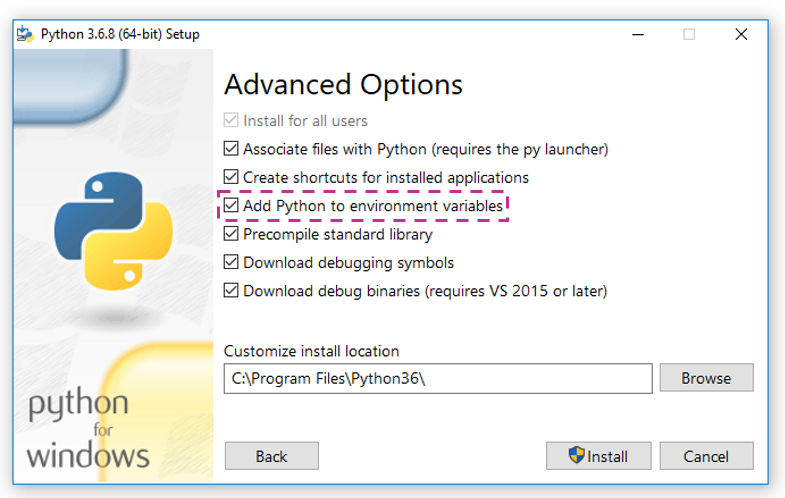 Python 3.6.8 (64-bit) Setup
Advanced Options
Install for all users
Associate files with Python (requires the py launcher)
Create shortcuts for installed applications
Add Python to environment variables
Precompile standard library
Download debugging symbols
Download debug binaries (requires VS 2015 or later)
Customize install location
C:\Program Files\Python36\
Browse
python
for
windows
Back
Install
Cancel